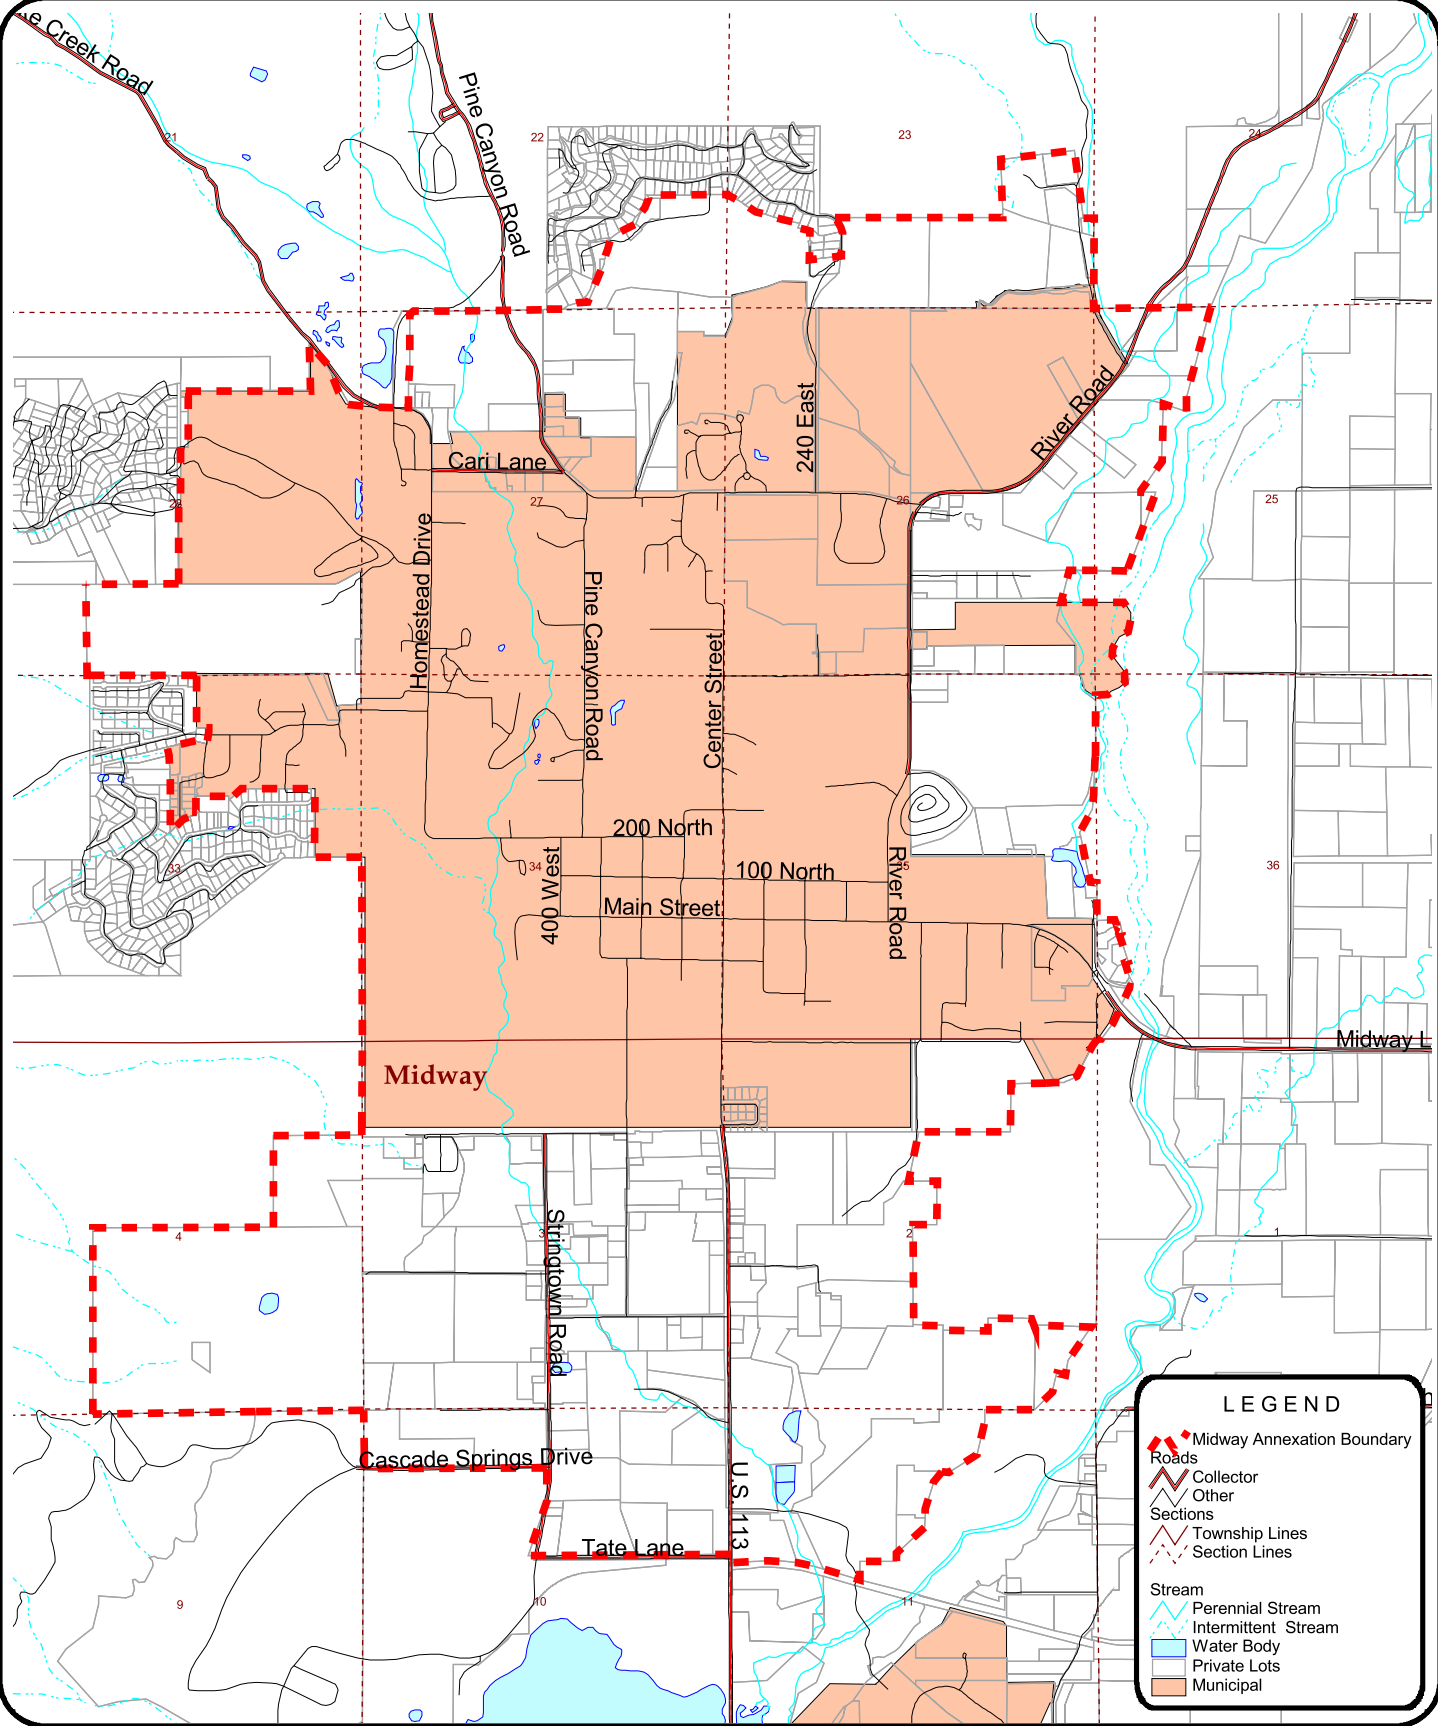 Creek Road
Pine Canyon Road
21
22
23
24
240 East
River Road
Cari Lane
28
27
26
25
Homestead Drive
Pine Canyon Road
Center Street
200 North
100 North
400 West
Main Street
River Road
33
34
35
36
Midway L
Midway
4
3
2
1
Stringtown Road
Cascade Springs Drive
U.S. 113
Tate Lane
9
10
11
LEGEND
Midway Annexation Boundary
Roads
Collector
Other
Sections
Township Lines
Section Lines
Stream
Perennial Stream
Intermittent Stream
Water Body
Private Lots
Municipal